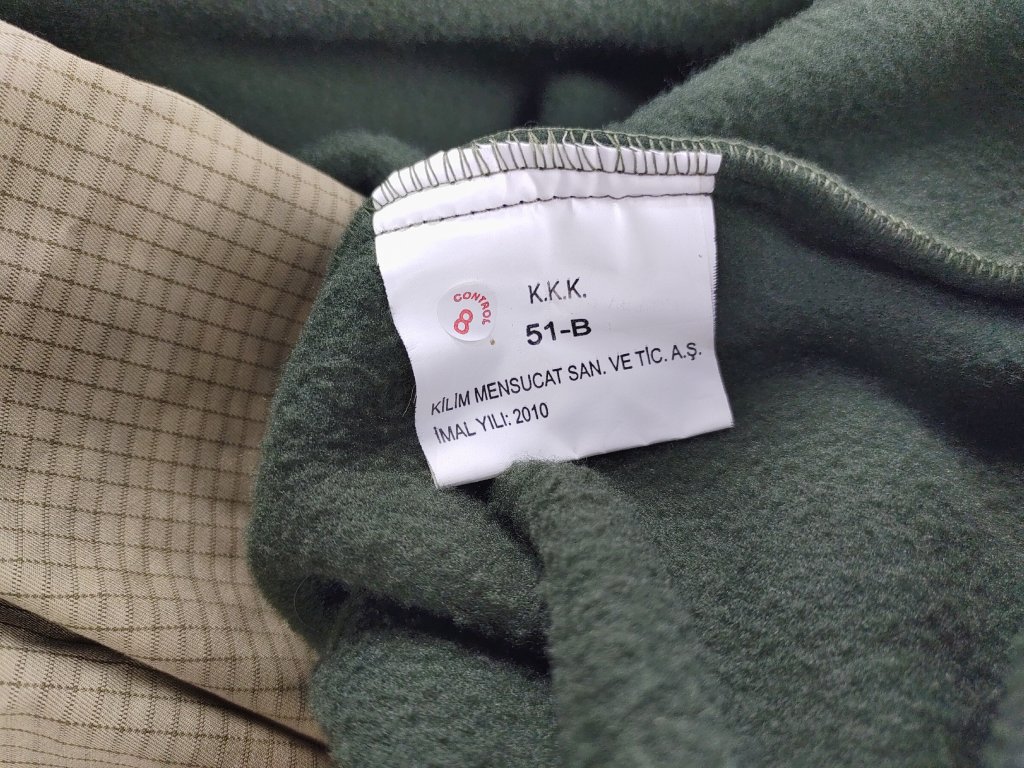 CONTROL
8
K.K.K.
51-B
KİLİM MENSUCAT SAN. VE TİC. A.Ş.
İMAL YILI: 2010